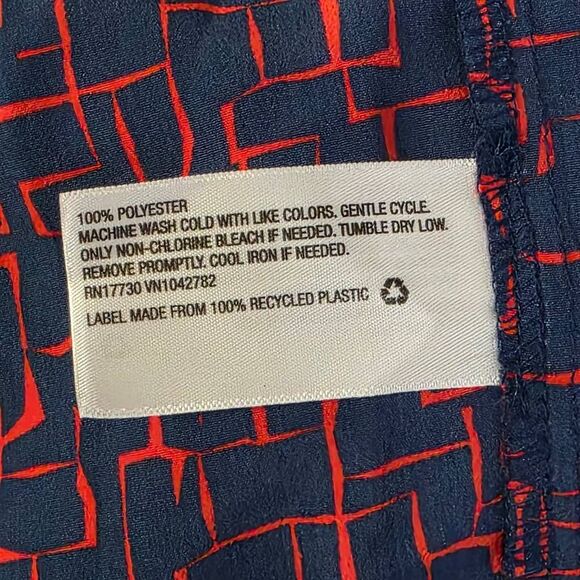 100% POLYESTER
MACHINE WASH COLD WITH LIKE COLORS. GENTLE CYCLE.
ONLY NON-CHLORINE BLEACH IF NEEDED. TUMBLE DRY LOW.
REMOVE PROMPTLY. COOL IRON IF NEEDED.
RN17730 VN1042782
LABEL MADE FROM 100% RECYCLED PLASTIC